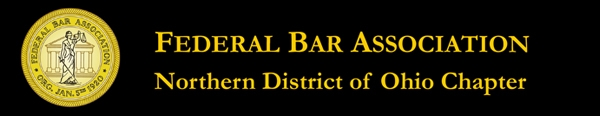 FEDERAL BAR ASSOCIATION
ORG. JAN. 5TH 1920
FEDERAL BAR ASSOCIATION
Northern District of Ohio Chapter